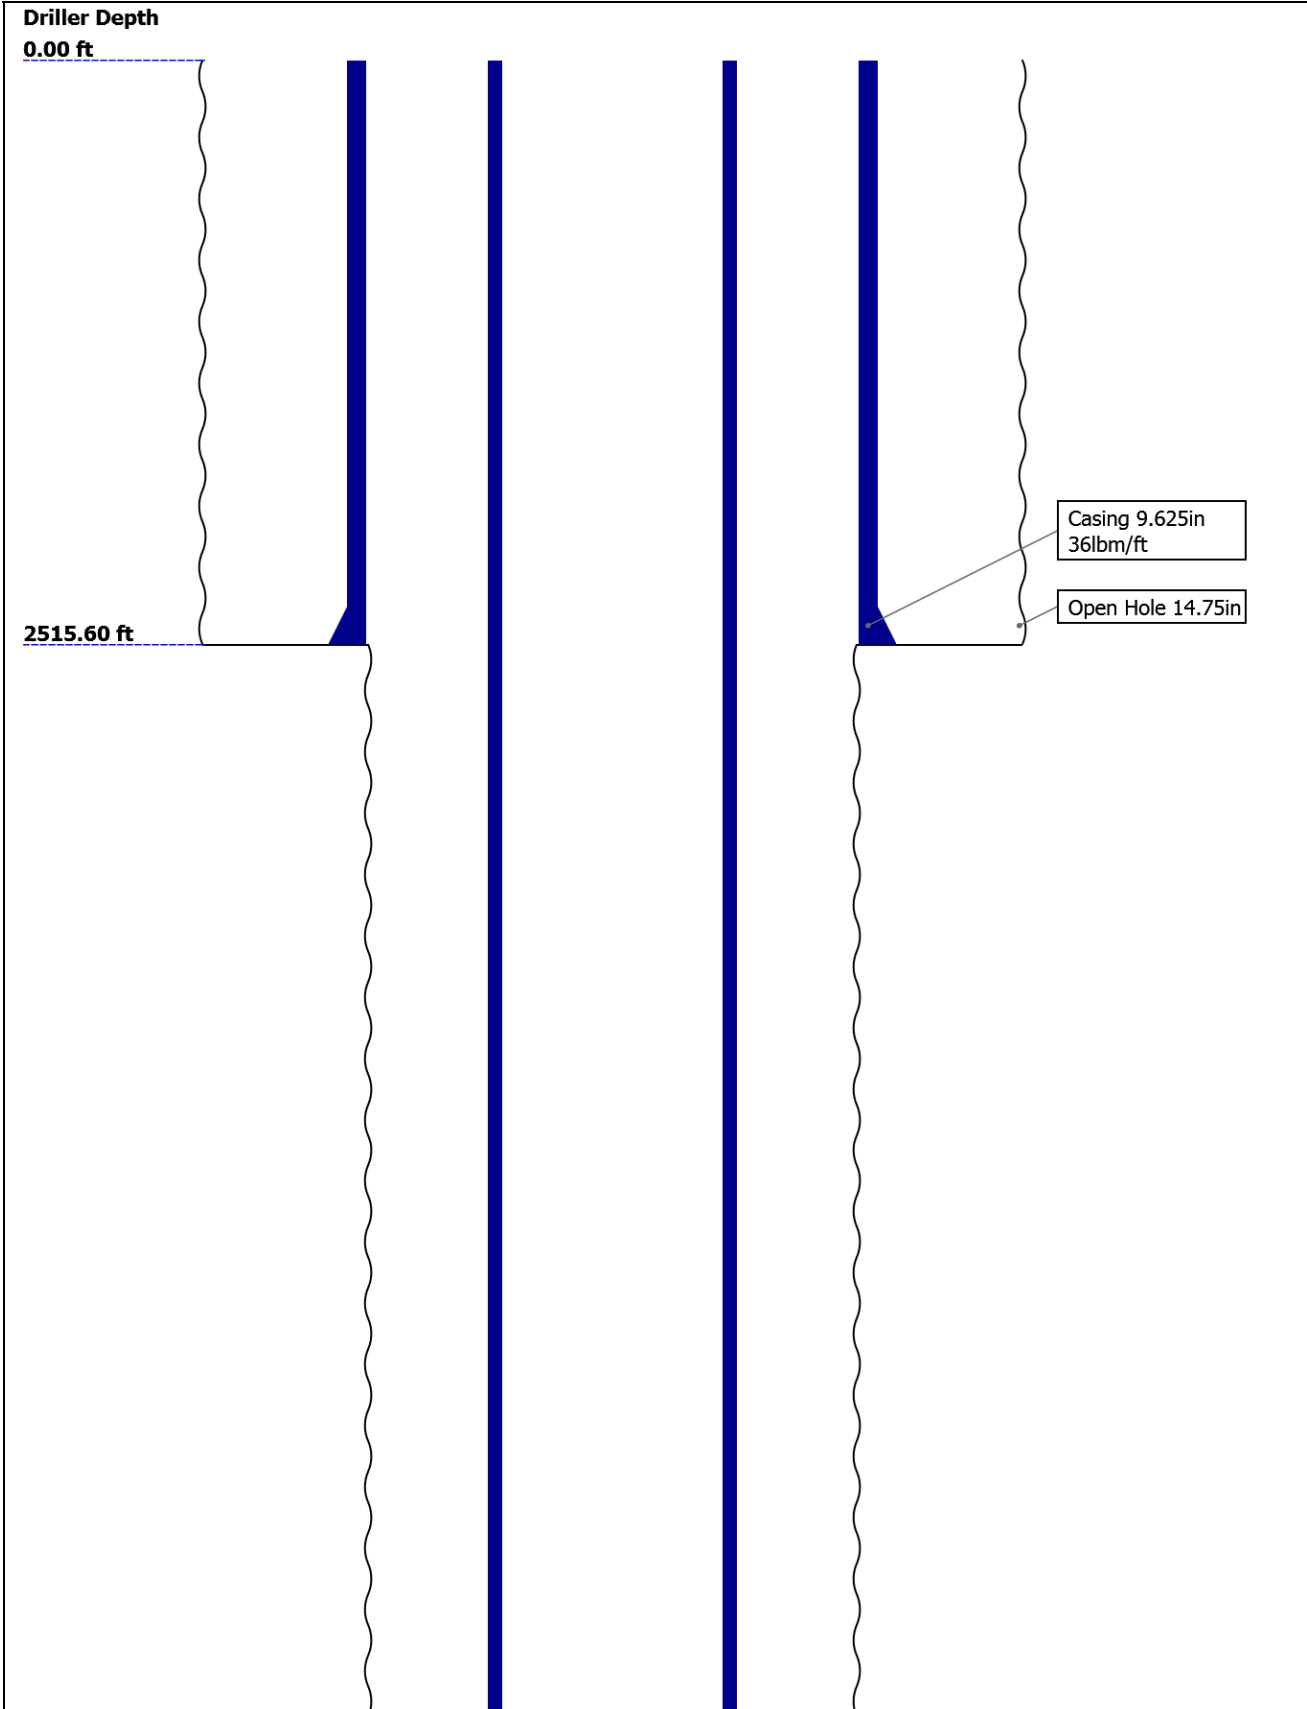 Driller Depth
0.00 ft
Casing 9.625in
36lbm/ft
Open Hole 14.75in
2515.60 ft